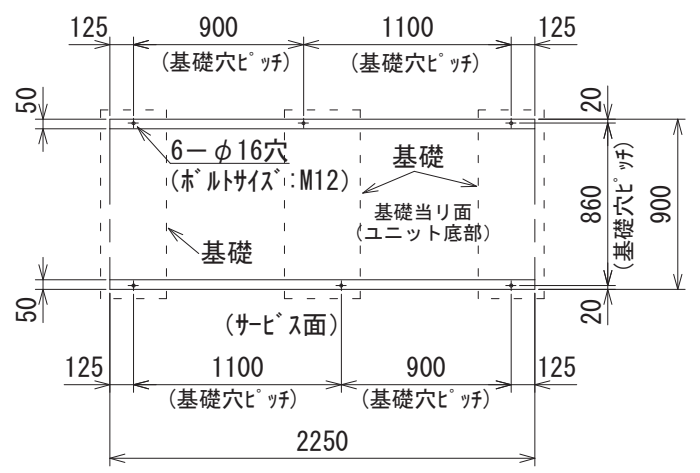 125 900 1100 125
(基礎穴ピッチ) (基礎穴ピッチ)
50
20
6－φ16穴
(ボルトサイズ:M12)
基礎
基礎当り面
(ユニット底部)
基礎
860
(基礎穴ピッチ)
900
50
(サービス面)
20
125 1100 900 125
(基礎穴ピッチ) (基礎穴ピッチ)
2250